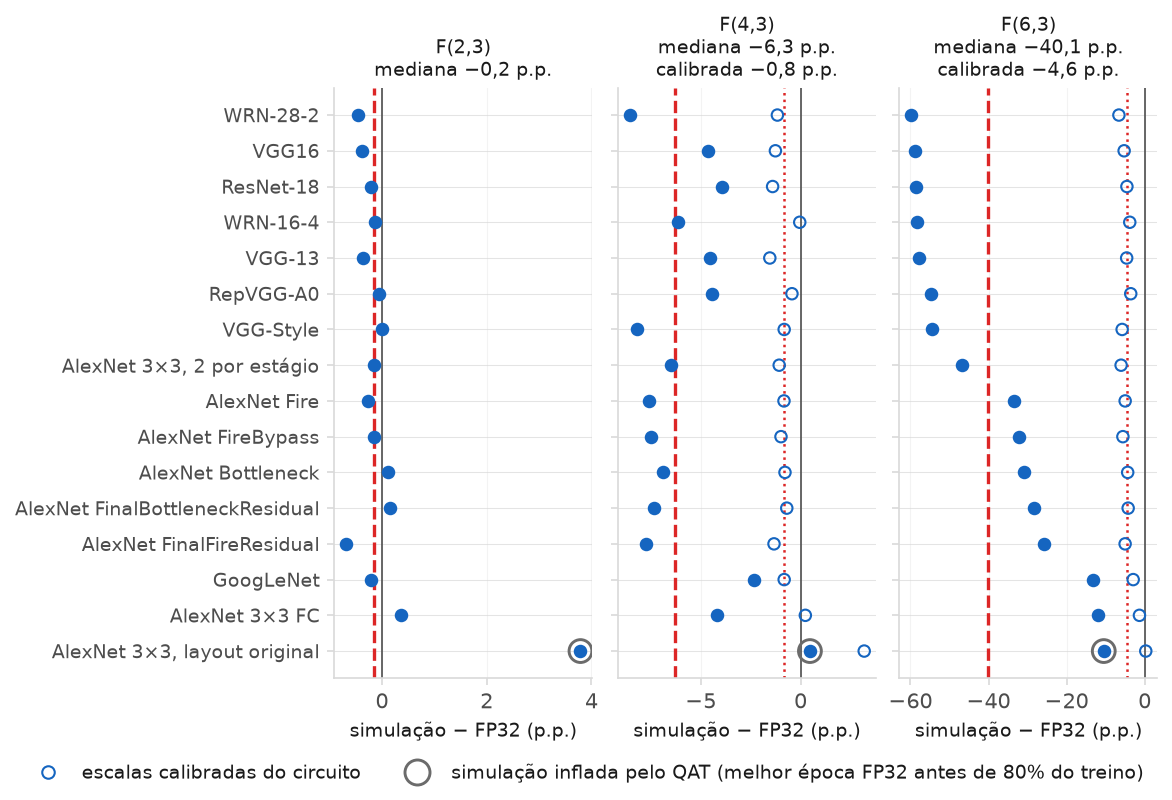 F(2,3)
mediana −0,2 p.p.
F(4,3)
mediana −6,3 p.p.
calibrada −0,8 p.p.
F(6,3)
mediana −40,1 p.p.
calibrada −4,6 p.p.
WRN-28-2
VGG16
ResNet-18
WRN-16-4
VGG-13
RepVGG-A0
VGG-Style
AlexNet 3×3, 2 por estágio
AlexNet Fire
AlexNet FireBypass
AlexNet Bottleneck
AlexNet FinalBottleneckResidual
AlexNet FinalFireResidual
GoogLeNet
AlexNet 3×3 FC
AlexNet 3×3, layout original
0 2 4
−5 0
−60 −40 −20 0
simulação − FP32 (p.p.)
simulação − FP32 (p.p.)
simulação − FP32 (p.p.)
escalas calibradas do circuito
simulação inflada pelo QAT (melhor época FP32 antes de 80% do treino)